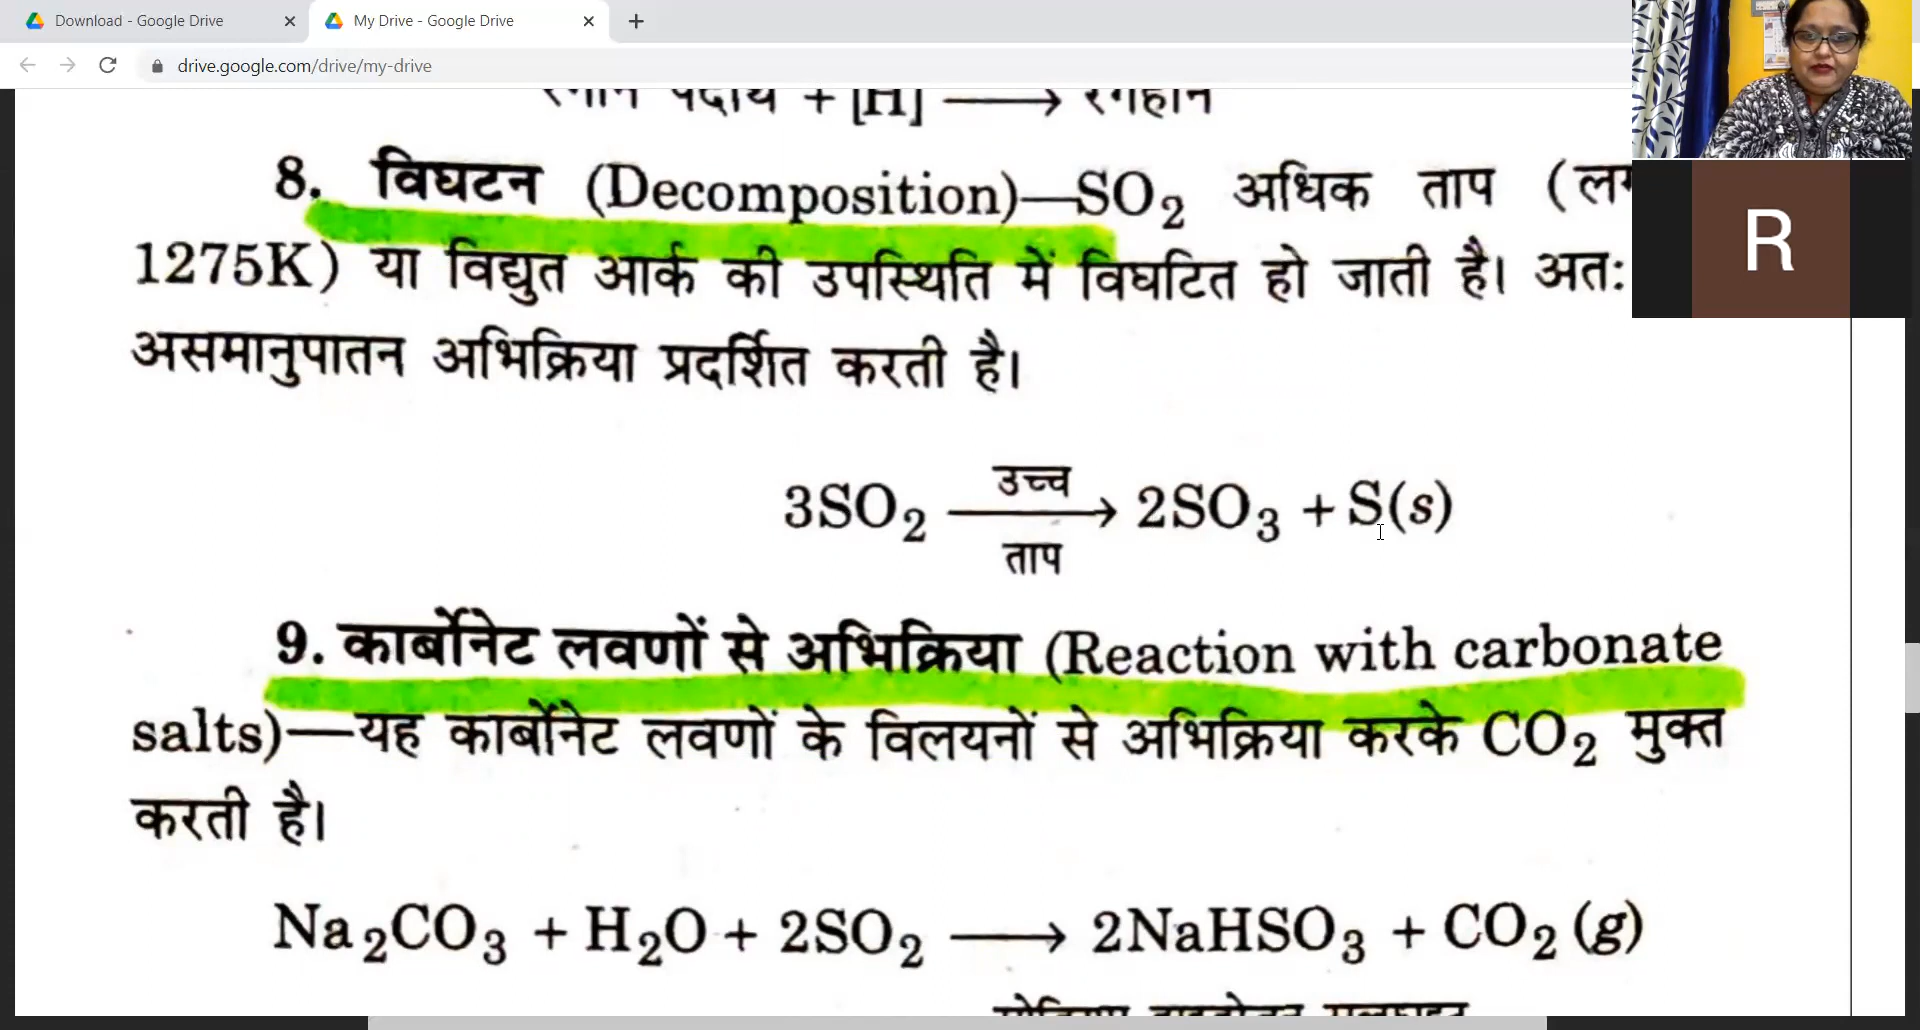 Download - Google Drive
My Drive - Google Drive
drive.google.com/drive/my-drive
रंगीन पदार्थ + [H] ⟶ रंगहीन
8. विघटन (Decomposition)—SO₂ अधिक ताप (
1275K) या विद्युत आर्क की उपस्थिति में विघटित हो जाती है। अतः
असमानुपातन अभिक्रिया प्रदर्शित करती है।
उच्च
3SO₂ ⟶ 2SO₃ + S(s)
ताप
9. कार्बोनेट लवणों से अभिक्रिया (Reaction with carbonate
salts)—यह कार्बोनेट लवणों के विलयनों से अभिक्रिया करके CO₂ मुक्त
करती है।
Na₂CO₃ + H₂O + 2SO₂ ⟶ 2NaHSO₃ + CO₂ (g)
R